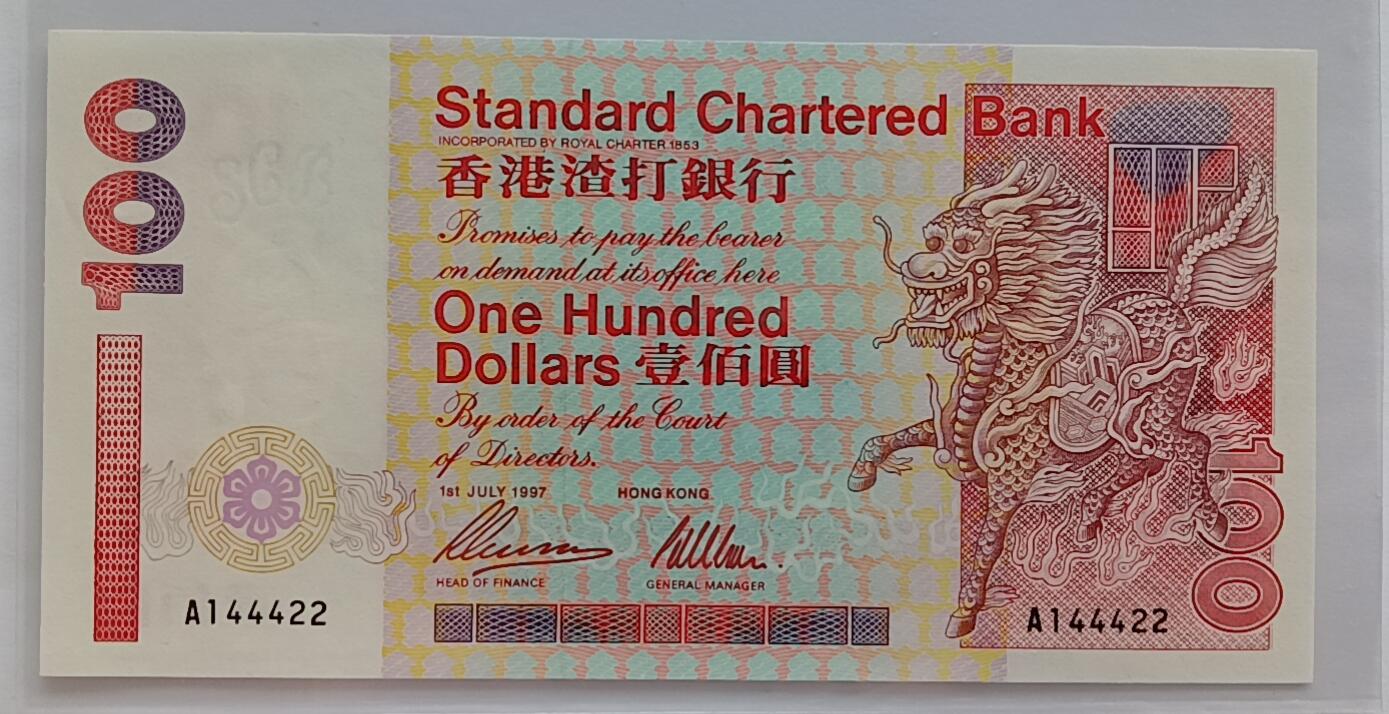 100
Standard Chartered Bank
INCORPORATED BY ROYAL CHARTER 1853
香港渣打銀行
Promises to pay the bearer
on demand at its office here
One Hundred
Dollars 壹佰圓
By order of the Court
of Directors.
1st JULY 1997 HONG KONG
HEAD OF FINANCE GENERAL MANAGER
A144422 A144422
100